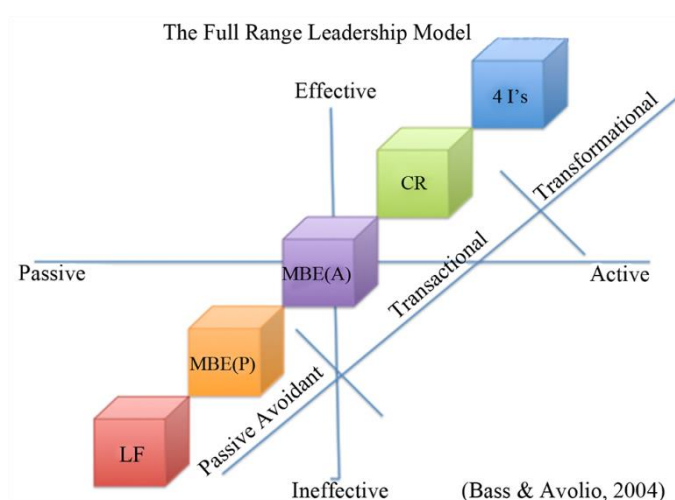 The Full Range Leadership Model
Effective
4 I's
CR
Transformational
MBE(A)
Transactional
Passive
Active
MBE(P)
Passive Avoidant
LF
Ineffective
(Bass & Avolio, 2004)